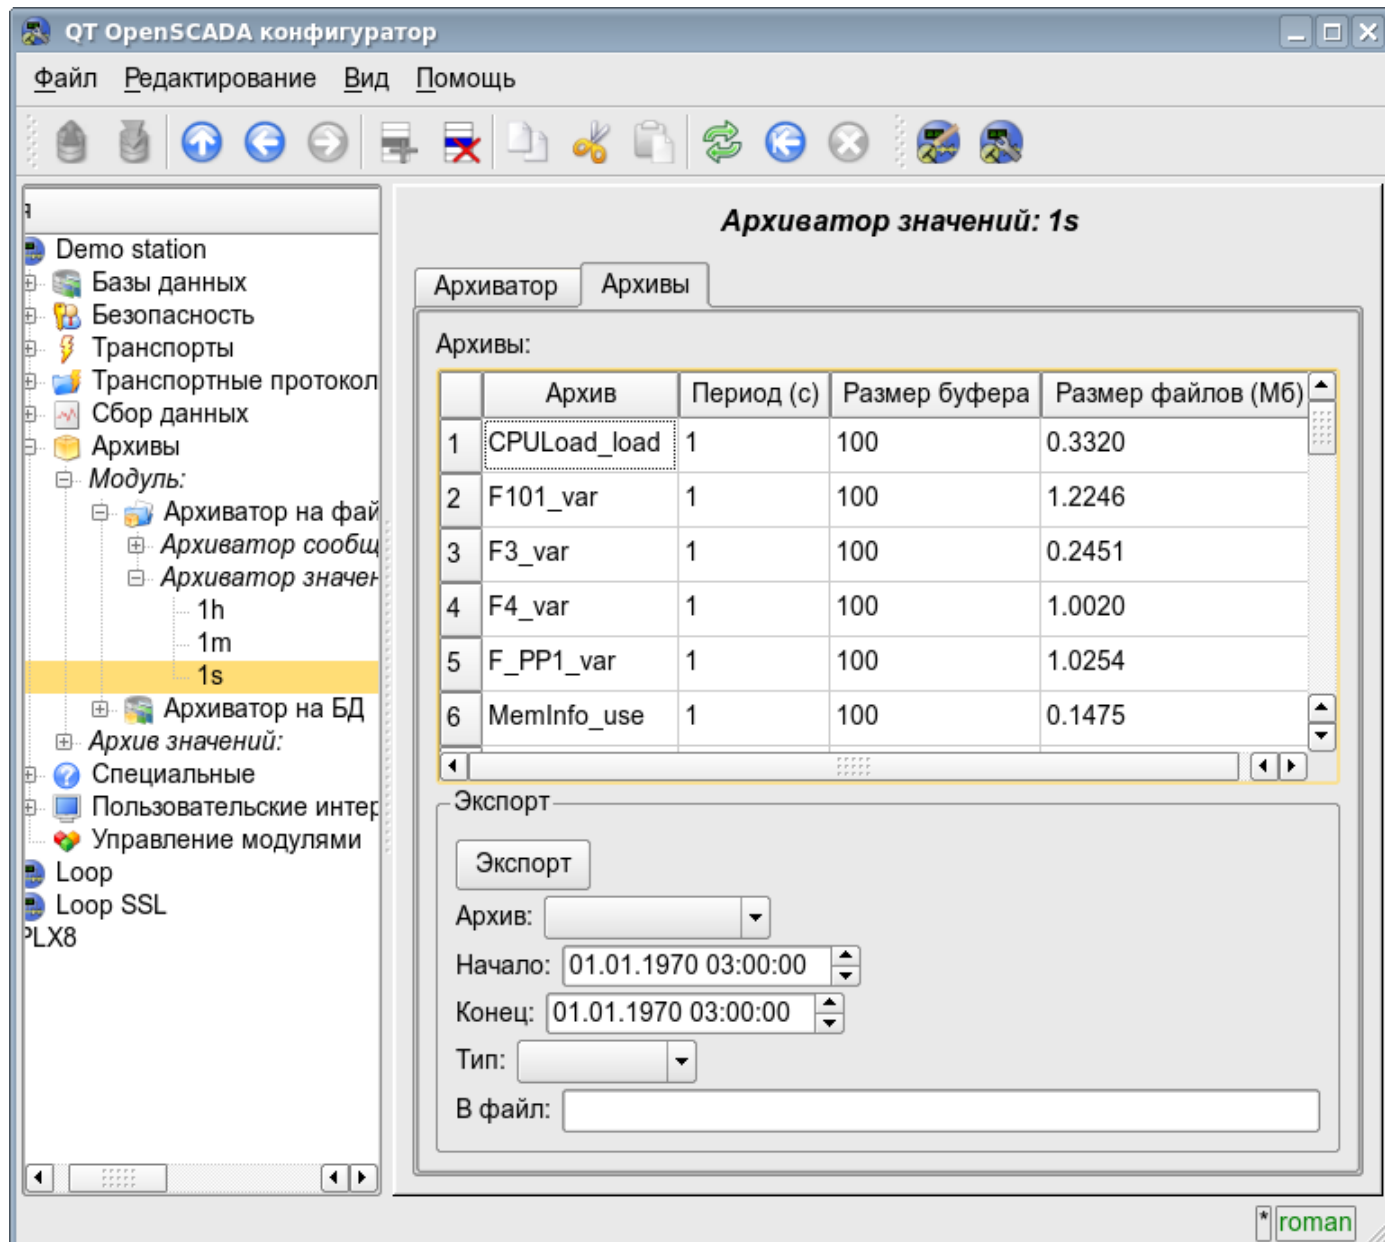 QT OpenSCADA конфигуратор
Файл Редактирование Вид Помощь
я
Demo station
Базы данных
Безопасность
Транспорты
Транспортные протокол
Сбор данных
Архивы
Модуль:
Архиватор на фай
Архиватор сообщ
Архиватор значен
1h
1m
1s
Архиватор на БД
Архив значений:
Специальные
Пользовательские интер
Управление модулями
Loop
Loop SSL
PLX8
Архиватор значений: 1s
Архиватор Архивы
Архивы:
Архив Период (с) Размер буфера Размер файлов (Мб)
1 CPULoad_load 1 100 0.3320
2 F101_var 1 100 1.2246
3 F3_var 1 100 0.2451
4 F4_var 1 100 1.0020
5 F_PP1_var 1 100 1.0254
6 MemInfo_use 1 100 0.1475
Экспорт
Экспорт
Архив:
Начало: 01.01.1970 03:00:00
Конец: 01.01.1970 03:00:00
Тип:
В файл:
* roman